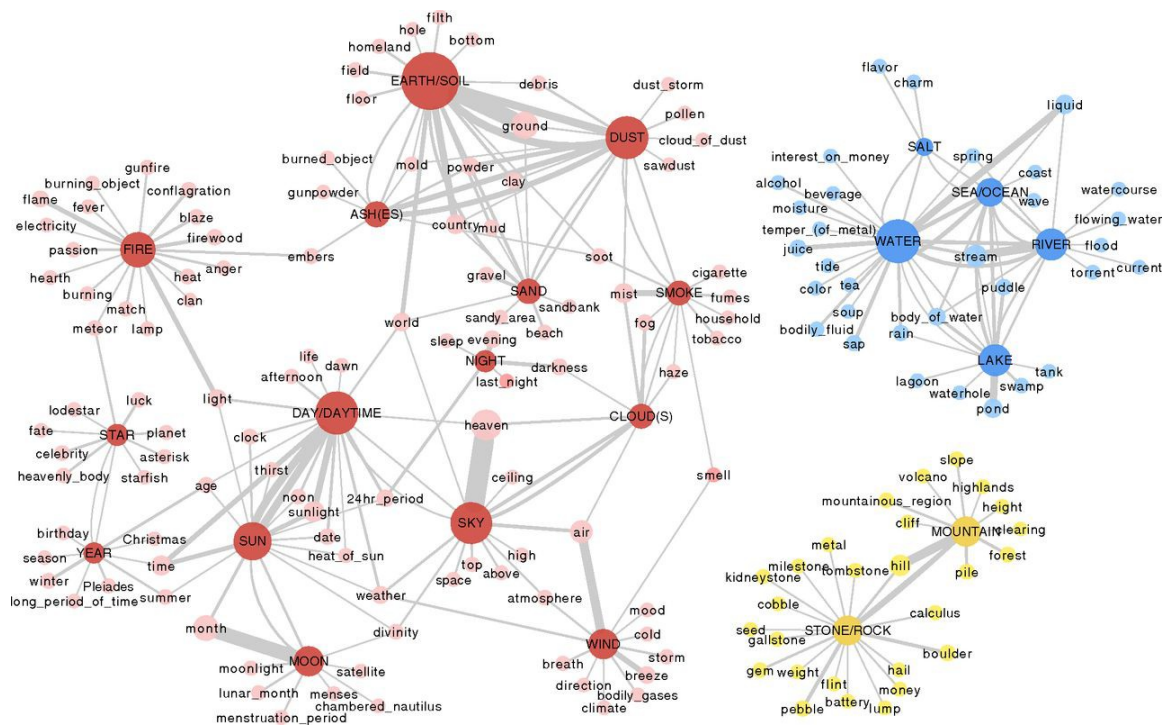 filth
hole
homeland
bottom
field
EARTH/SOIL
floor
debris
dust_storm
pollen
ground
DUST
cloud_of_dust
sawdust
burned_object
mold
powder
gunpowder
clay
ASH(ES)
country
mud
gunfire
burning_object
conflagration
flame
fever
blaze
electricity
firewood
passion
FIRE
embers
anger
hearth
heat
burning
clan
match
meteor
lamp
soot
gravel
cigarette
mist
SMOKE
fumes
SAND
sandbank
household
sandy_area
beach
tobacco
world
fog
sleep
evening
NIGHT
darkness
last_night
haze
life
dawn
afternoon
light
DAY/DAYTIME
heaven
CLOUD(S)
luck
lodestar
fate
STAR
planet
celebrity
asterisk
heavenly_body
starfish
clock
thirst
age
noon
sunlight
24hr_period
ceiling
smell
birthday
Christmas
SUN
date
SKY
air
YEAR
season
time
heat_of_sun
top
high
winter
Pleiades
space
above
long_period_of_time
summer
weather
atmosphere
month
divinity
mood
WIND
cold
MOON
storm
moonlight
satellite
breath
breeze
lunar_month
menses
direction
bodily_gases
chambered_nautilus
climate
menstruation_period
flavor
charm
liquid
SALT
interest_on_money
spring
coast
alcohol
beverage
SEA/OCEAN
watercourse
moisture
wave
temper_(of_metal)
flowing_water
juice
WATER
RIVER
flood
stream
tide
torrent
current
color
tea
puddle
soup
body_of_water
bodily_fluid
rain
sap
LAKE
tank
lagoon
swamp
waterhole
pond
slope
volcano
highlands
mountainous_region
height
cliff
MOUNTAIN
clearing
metal
forest
milestone
tombstone
hill
kidneystone
pile
cobble
calculus
seed
STONE/ROCK
gallstone
boulder
gem
weight
hail
flint
money
pebble
battery
lump